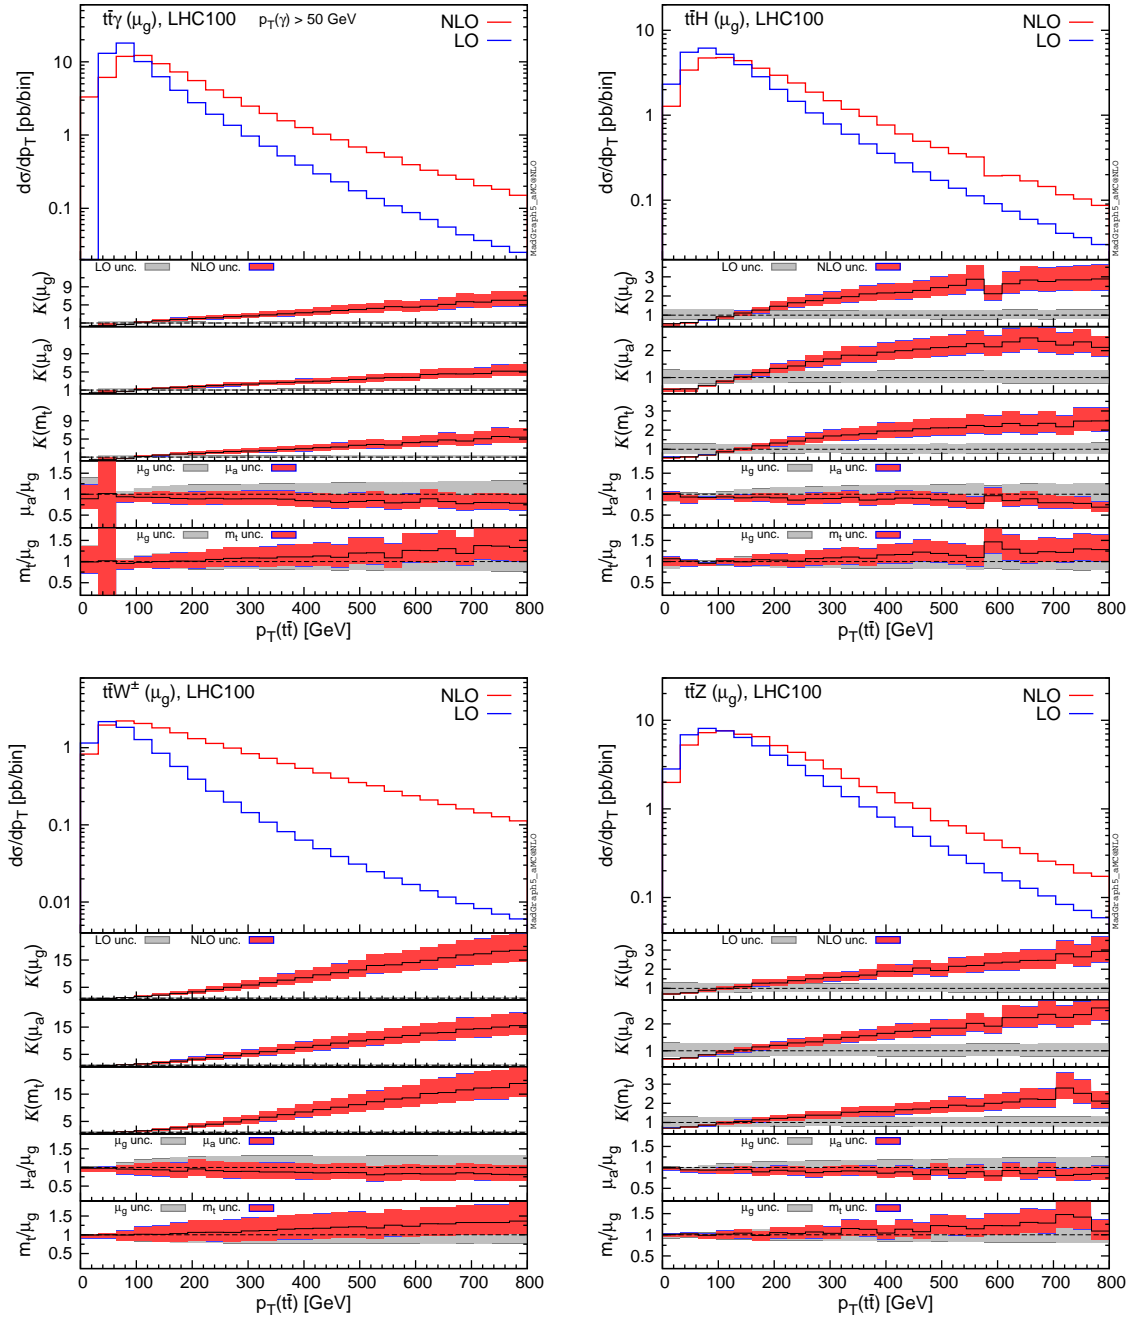 tt̄γ (μg), LHC100 pT(γ) > 50 GeV
NLO
LO
10
1
0.1
dσ/dpT [pb/bin]
MadGraph5_aMC@NLO
LO unc. NLO unc.
9
5
1
K(μg)
9
5
1
K(μa)
9
5
1
K(mt)
μg unc. μa unc.
1.5
1
0.5
μa/μg
μg unc. mt unc.
1.5
1
0.5
mt/μg
0 100 200 300 400 500 600 700 800
pT(tt̄) [GeV]
tt̄H (μg), LHC100
NLO
LO
10
1
0.1
dσ/dpT [pb/bin]
MadGraph5_aMC@NLO
LO unc. NLO unc.
3
2
1
K(μg)
2
1
K(μa)
3
2
1
K(mt)
μg unc. μa unc.
1.5
1
0.5
μa/μg
μg unc. mt unc.
1.5
1
0.5
mt/μg
0 100 200 300 400 500 600 700 800
pT(tt̄) [GeV]
tt̄W± (μg), LHC100
NLO
LO
1
0.1
0.01
dσ/dpT [pb/bin]
MadGraph5_aMC@NLO
LO unc. NLO unc.
15
5
K(μg)
15
5
K(μa)
15
5
K(mt)
μg unc. μa unc.
1.5
1
0.5
μa/μg
μg unc. mt unc.
1.5
1
0.5
mt/μg
0 100 200 300 400 500 600 700 800
pT(tt̄) [GeV]
tt̄Z (μg), LHC100
NLO
LO
10
1
0.1
dσ/dpT [pb/bin]
MadGraph5_aMC@NLO
LO unc. NLO unc.
3
2
1
K(μg)
2
1
K(μa)
3
2
1
K(mt)
μg unc. μa unc.
1.5
1
0.5
μa/μg
μg unc. mt unc.
1.5
1
0.5
mt/μg
0 100 200 300 400 500 600 700 800
pT(tt̄) [GeV]